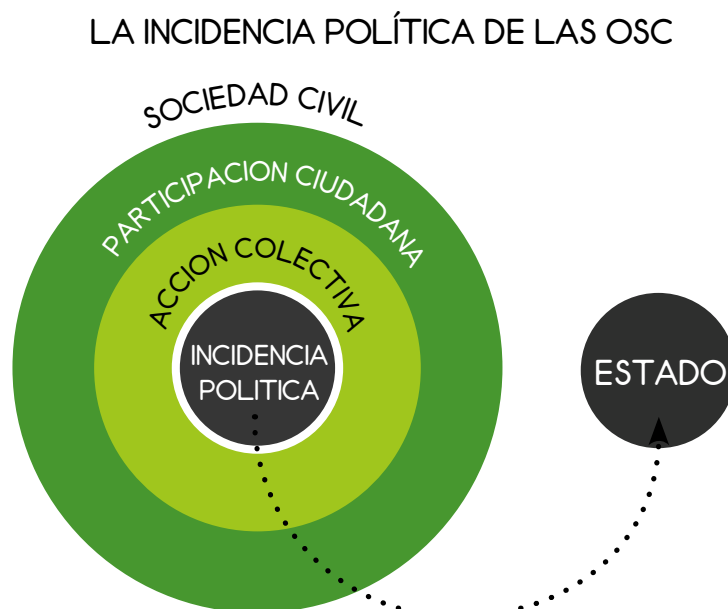 LA INCIDENCIA POLÍTICA DE LAS OSC
SOCIEDAD CIVIL
PARTICIPACION CIUDADANA
ACCION COLECTIVA
INCIDENCIA
POLITICA
ESTADO